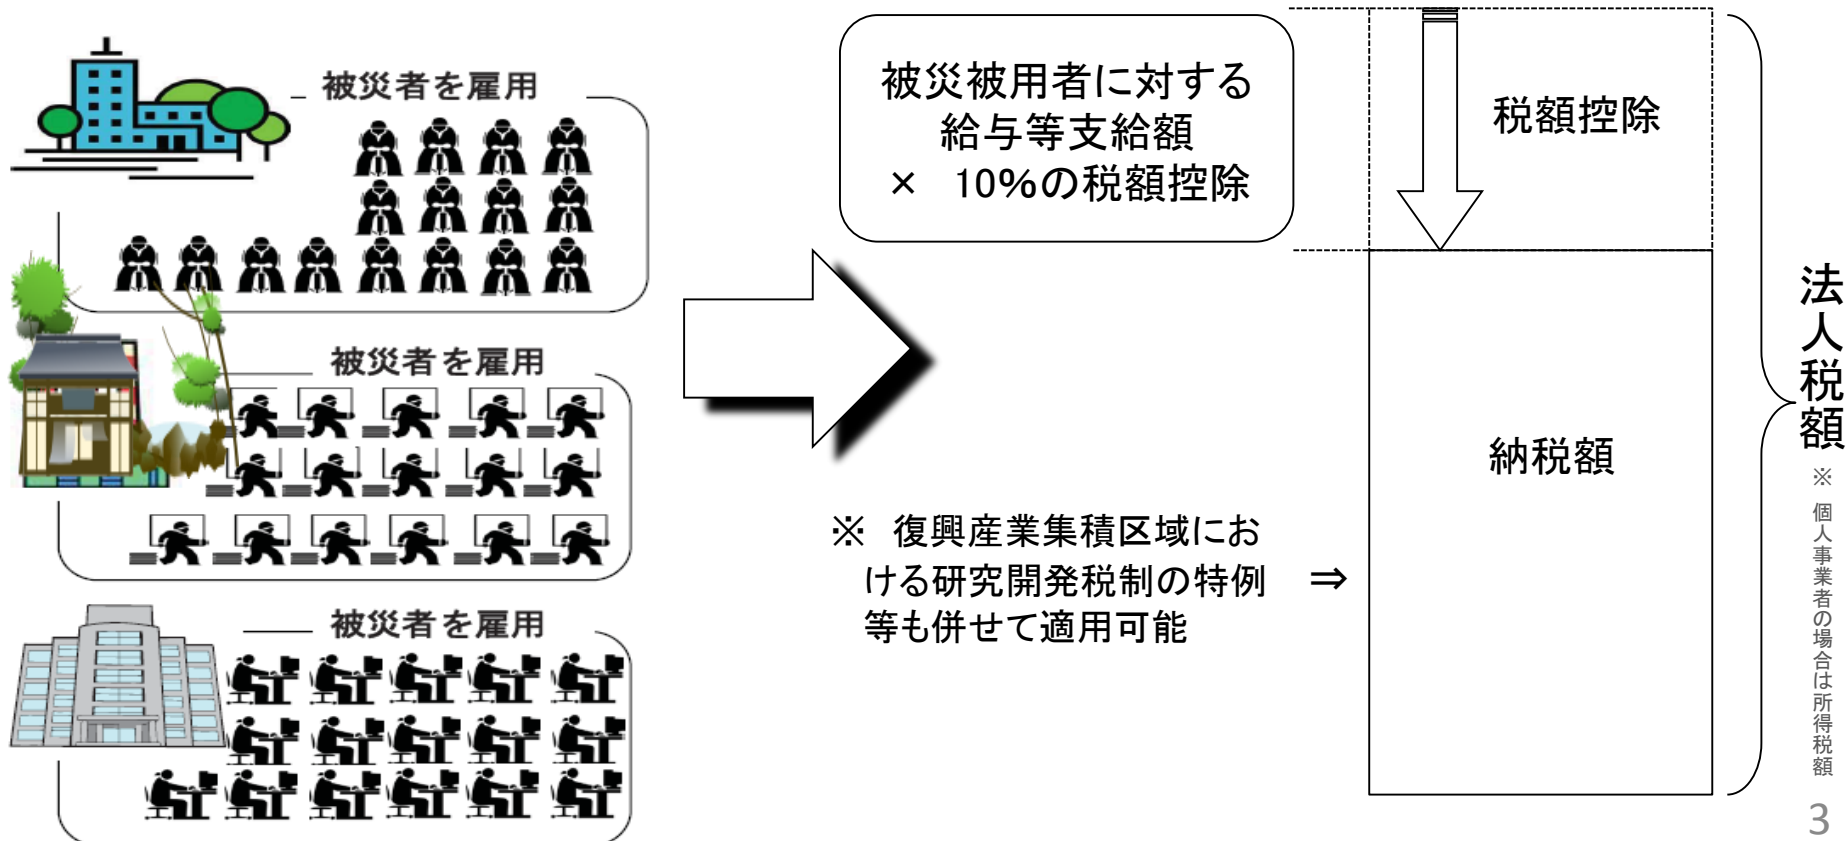 被災者を雇用
被災者を雇用
被災者を雇用
被災被用者に対する
給与等支給額
× 10%の税額控除
※ 復興産業集積区域にお
ける研究開発税制の特例
等も併せて適用可能
⇒
税額控除
納税額
法人税額
※ 個人事業者の場合は所得税額
3